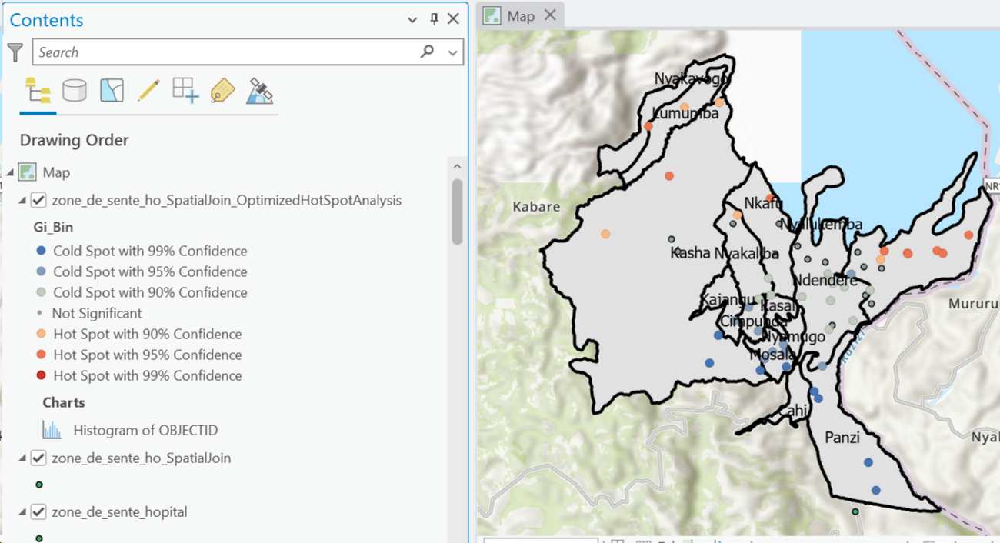 Contents
Search
Drawing Order
Map
zone_de_sente_ho_SpatialJoin_OptimizedHotSpotAnalysis
Gi_Bin
Cold Spot with 99% Confidence
Cold Spot with 95% Confidence
Cold Spot with 90% Confidence
Not Significant
Hot Spot with 90% Confidence
Hot Spot with 95% Confidence
Hot Spot with 99% Confidence
Charts
Histogram of OBJECTID
zone_de_sente_ho_SpatialJoin
zone_de_sente_hopital
Map
Nyakavogo
Lumumba
Kabare
Nkafu
NR
Nyalukemba
Kasha
Nyakaliba
Ndendere
Kajangu
Kasali
Mururu
Cimpunda
Nyamugo
Ruzizi
Mosala
ahi
Panzi
Nyal